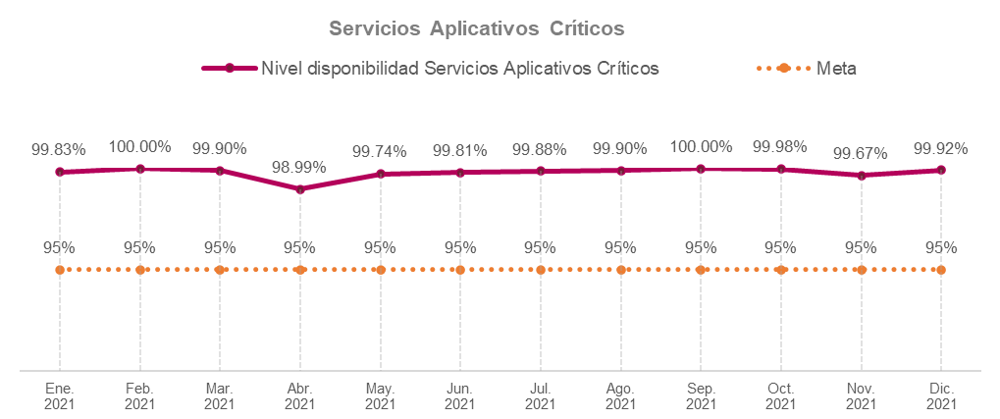 Servicios Aplicativos Críticos
Nivel disponibilidad Servicios Aplicativos Críticos Meta
99.83% 100.00% 99.90% 98.99% 99.74% 99.81% 99.88% 99.90% 100.00% 99.98% 99.67% 99.92%
95% 95% 95% 95% 95% 95% 95% 95% 95% 95% 95% 95%
Ene. Feb. Mar. Abr. May. Jun. Jul. Ago. Sep. Oct. Nov. Dic.
2021 2021 2021 2021 2021 2021 2021 2021 2021 2021 2021 2021